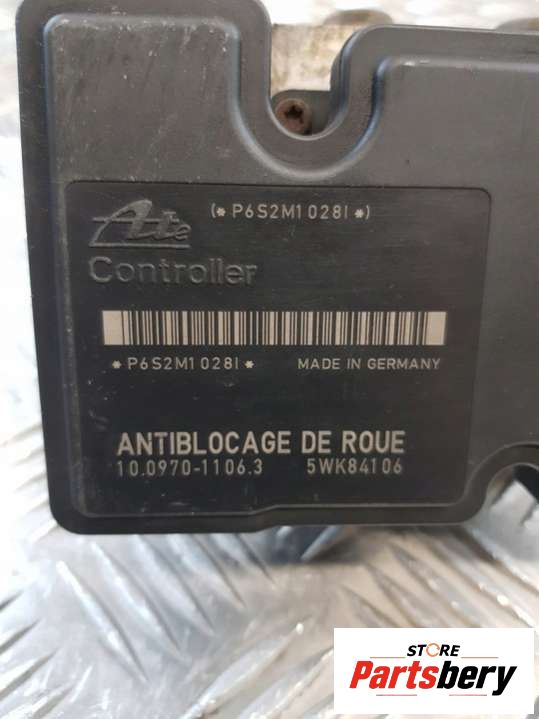 (*P6S2M1028I*)
Ate
Controller
*P6S2M1028I* MADE IN GERMANY
ANTIBLOCAGE DE ROUE
10.0970-1106.3 5WK84106
STORE
Partsbery